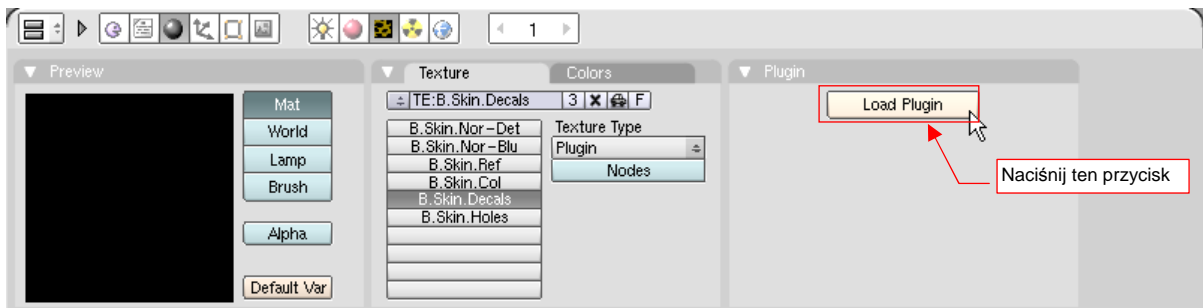 1
Preview
Mat
World
Lamp
Brush
Alpha
Default Var
Texture
Colors
TE:B.Skin.Decals
3
F
B.Skin.Nor-Det
B.Skin.Nor-Blu
B.Skin.Ref
B.Skin.Col
B.Skin.Decals
B.Skin.Holes
Texture Type
Plugin
Nodes
Plugin
Load Plugin
Naciśnij ten przycisk